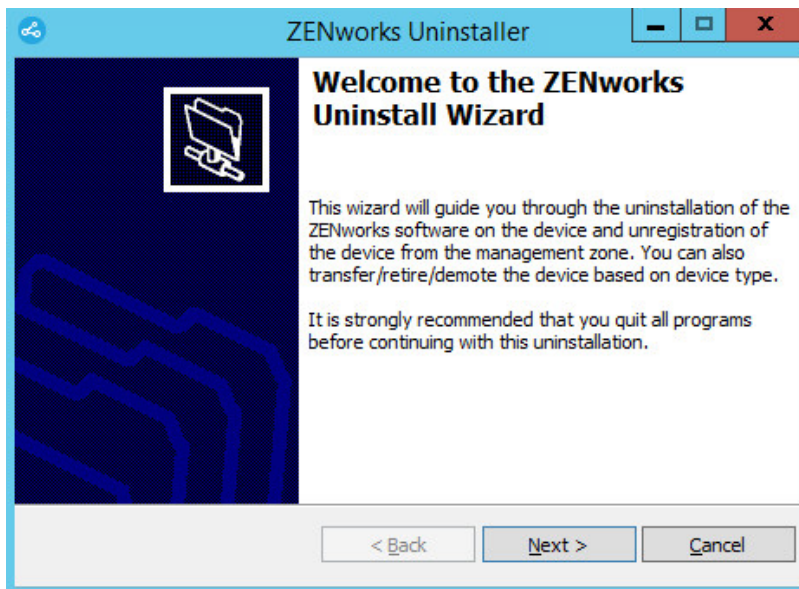 ZENworks Uninstaller
Welcome to the ZENworks
Uninstall Wizard
This wizard will guide you through the uninstallation of the
ZENworks software on the device and unregistration of
the device from the management zone. You can also
transfer/retire/demote the device based on device type.
It is strongly recommended that you quit all programs
before continuing with this uninstallation.
< Back Next > Cancel